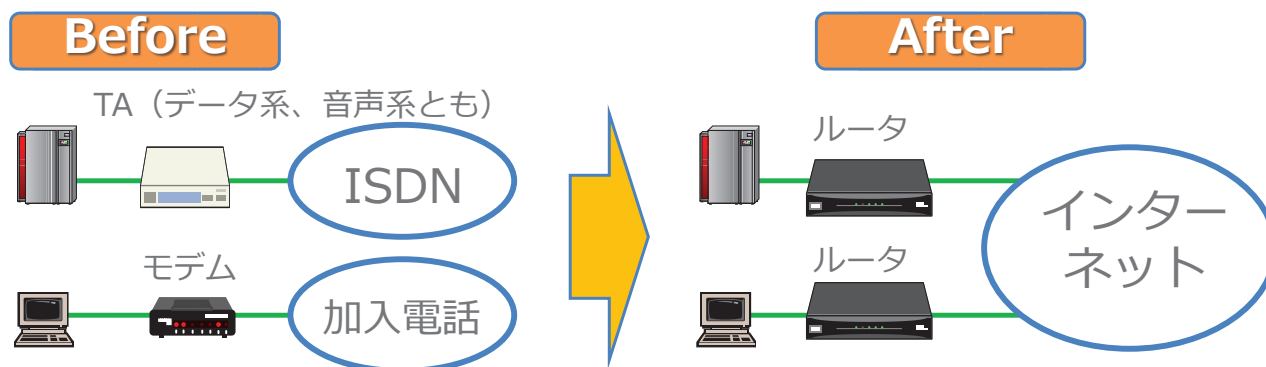 Before
TA（データ系、音声系とも）
ISDN
モデム
加入電話
After
ルータ
ルータ
インター
ネット